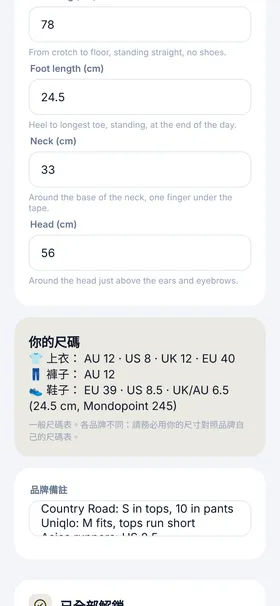 78
From crotch to floor, standing straight, no shoes.
Foot length (cm)
24.5
Heel to longest toe, standing, at the end of the day.
Neck (cm)
33
Around the base of the neck, one finger under the
tape.
Head (cm)
56
Around the head just above the ears and eyebrows.
你的尺碼
👕 上衣： AU 12 · US 8 · UK 12 · EU 40
👖 褲子： AU 12
👟 鞋子： EU 39 · US 8.5 · UK/AU 6.5
(24.5 cm, Mondopoint 245)
一般尺碼表。各品牌不同：請務必用你的尺寸對照品牌自
己的尺碼表。
品牌備註
Country Road: S in tops, 10 in pants
Uniqlo: M fits, tops run short